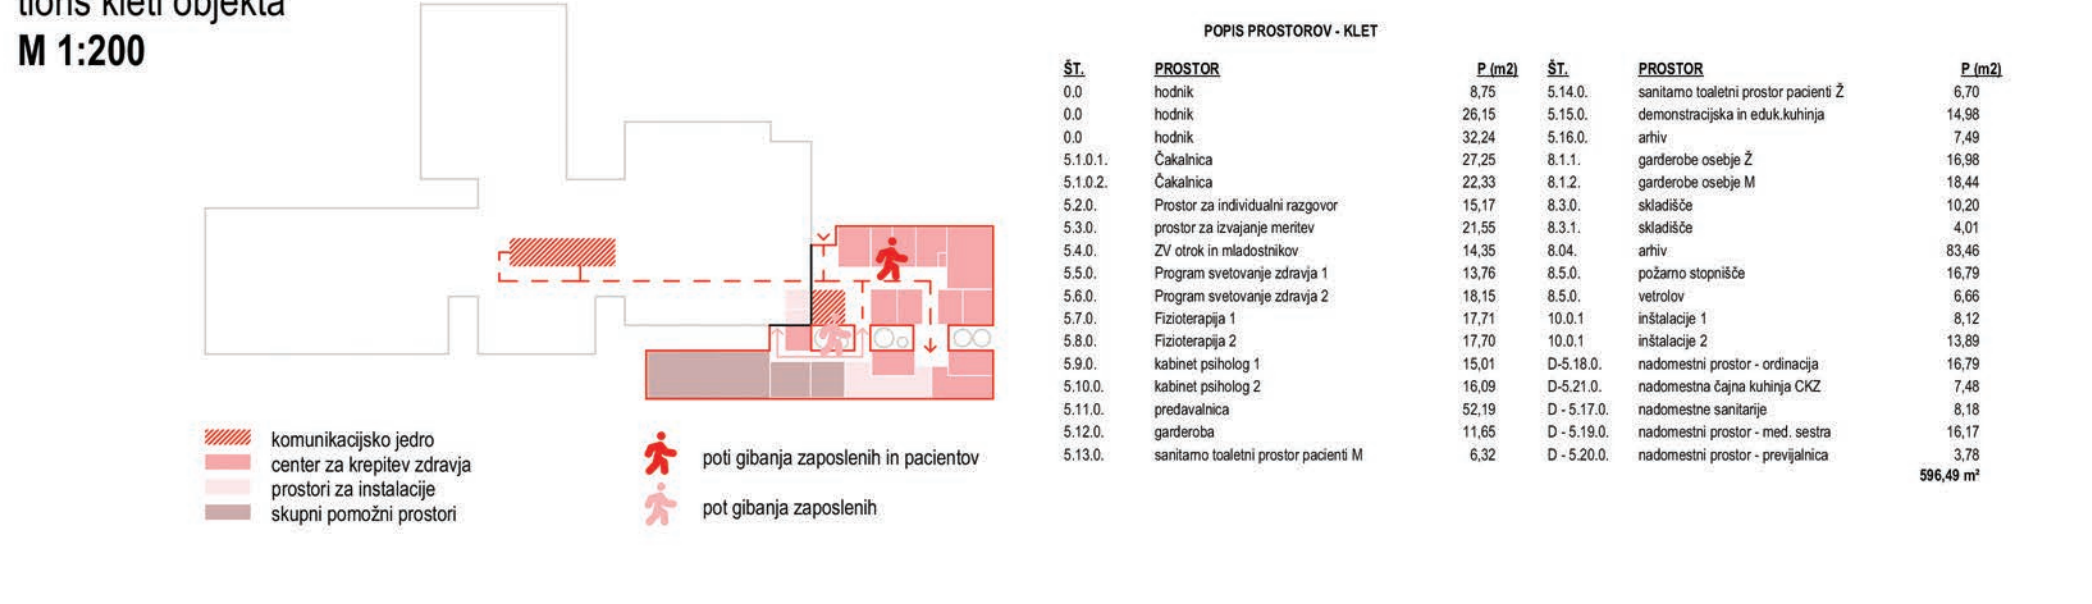 tloris kleti objekta
M 1:200
POPIS PROSTOROV - KLET
ŠT. PROSTOR P (m2) ŠT. PROSTOR P (m2)
0.0 hodnik 8,75 5.14.0. sanitarno toaletni prostor pacienti Ž 6,70
0.0 hodnik 26,15 5.15.0. demonstracijska in eduk.kuhinja 14,98
0.0 hodnik 32,24 5.16.0. arhiv 7,49
5.1.0.1. Čakalnica 27,25 8.1.1. garderobe osebje Ž 16,98
5.1.0.2. Čakalnica 22,33 8.1.2. garderobe osebje M 18,44
5.2.0. Prostor za individualni razgovor 15,17 8.3.0. skladišče 10,20
5.3.0. prostor za izvajanje meritev 21,55 8.3.1. skladišče 4,01
5.4.0. ZV otrok in mladostnikov 14,35 8.04. arhiv 83,46
5.5.0. Program svetovanje zdravja 1 13,76 8.5.0. požarno stopnišče 16,79
5.6.0. Program svetovanje zdravja 2 18,15 8.5.0. vetrolov 6,66
5.7.0. Fizioterapija 1 17,71 10.0.1 inštalacije 1 8,12
5.8.0. Fizioterapija 2 17,70 10.0.1 inštalacije 2 13,89
5.9.0. kabinet psiholog 1 15,01 D-5.18.0. nadomestni prostor - ordinacija 16,79
5.10.0. kabinet psiholog 2 16,09 D-5.21.0. nadomestna čajna kuhinja CKZ 7,48
5.11.0. predavalnica 52,19 D - 5.17.0. nadomestne sanitarije 8,18
5.12.0. garderoba 11,65 D - 5.19.0. nadomestni prostor - med. sestra 16,17
5.13.0. sanitarno toaletni prostor pacienti M 6,32 D - 5.20.0. nadomestni prostor - previjalnica 3,78
596,49 m²
komunikacijsko jedro
center za krepitev zdravja
prostori za instalacije
skupni pomožni prostori
poti gibanja zaposlenih in pacientov
pot gibanja zaposlenih